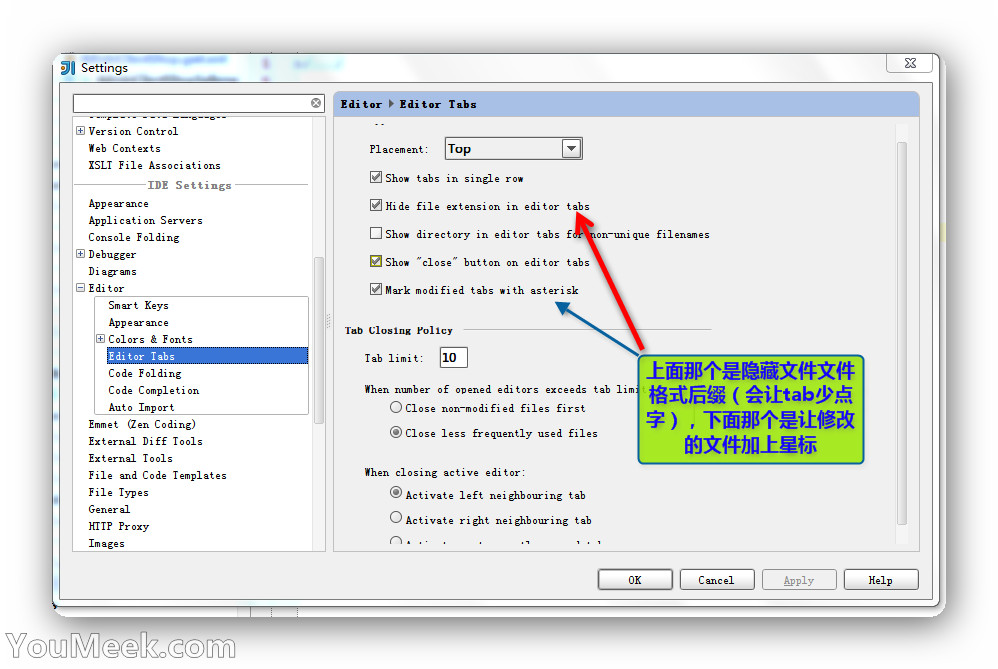 Settings
Editor Editor Tabs
Version Control
Web Contexts
XSLT File Associations
IDE Settings
Appearance
Application Servers
Console Folding
Debugger
Diagrams
Editor
Smart Keys
Appearance
Colors & Fonts
Editor Tabs
Code Folding
Code Completion
Auto Import
Emmet (Zen Coding)
External Diff Tools
External Tools
File and Code Templates
File Types
General
HTTP Proxy
Images
Placement: Top
Show tabs in single row
Hide file extension in editor tabs
Show directory in editor tabs for non-unique filenames
Show "close" button on editor tabs
Mark modified tabs with asterisk
Tab Closing Policy
Tab limit: 10
When number of opened editors exceeds tab limi
Close non-modified files first
Close less frequently used files
When closing active editor:
Activate left neighbouring tab
Activate right neighbouring tab
上面那个是隐藏文件文件
格式后缀（会让tab少点
字），下面那个是让修改
的文件加上星标
OK Cancel Apply Help
YouMeek.com